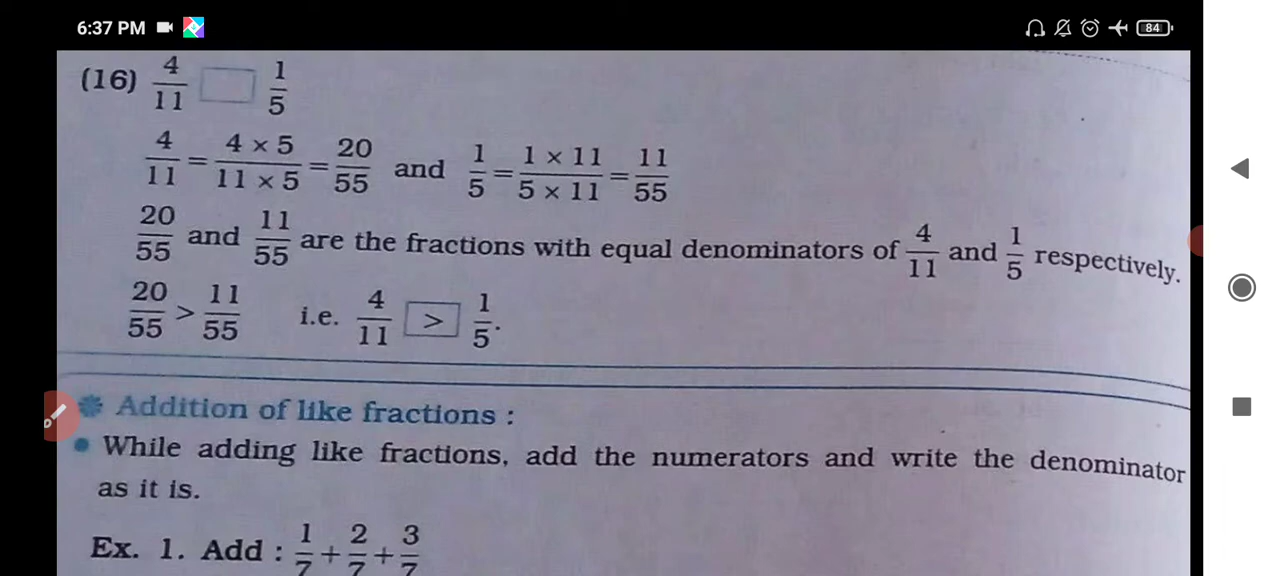 6:37 PM
84
(16) 4/11 □ 1/5
4/11 = 4 × 5/11 × 5 = 20/55 and 1/5 = 1 × 11/5 × 11 = 11/55
20/55 and 11/55 are the fractions with equal denominators of 4/11 and 1/5 respectively.
20/55 > 11/55 i.e. 4/11 > 1/5.
Addition of like fractions :
• While adding like fractions, add the numerators and write the denominator
as it is.
Ex. 1. Add : 1/7 + 2/7 + 3/7